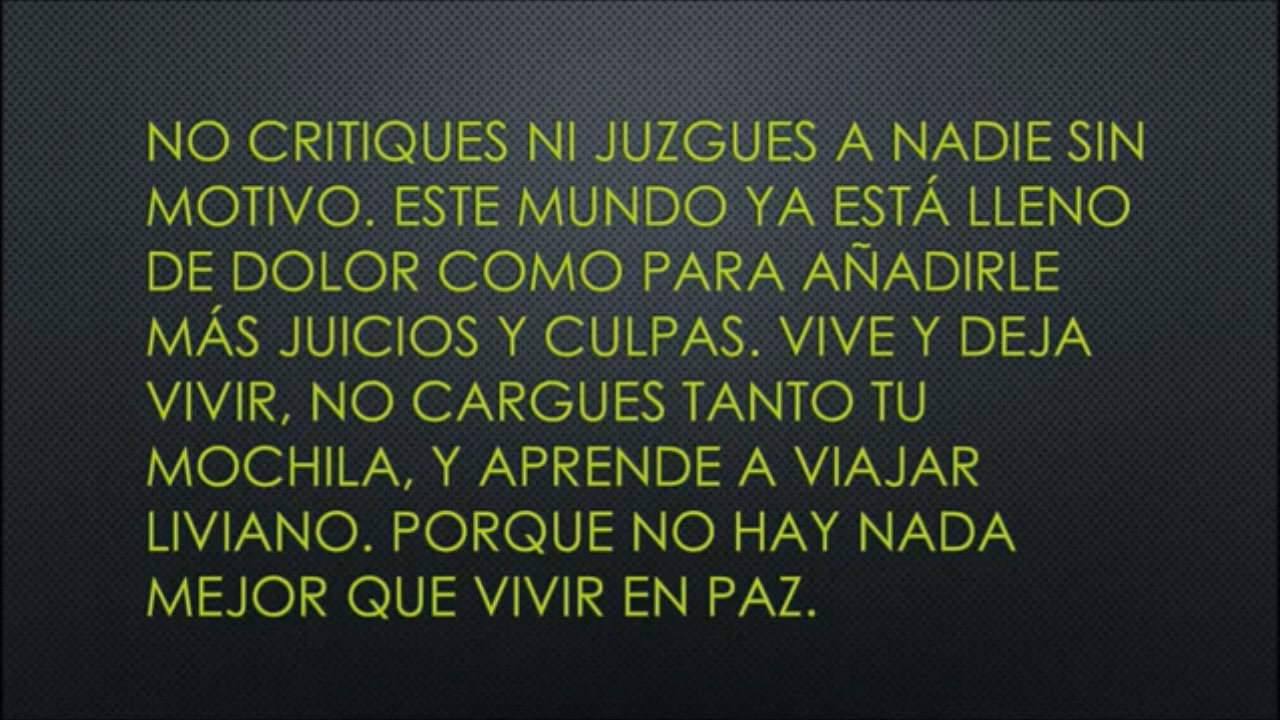 NO CRITIQUES NI JUZGUES A NADIE SIN
MOTIVO. ESTE MUNDO YA ESTÁ LLENO
DE DOLOR COMO PARA AÑADIRLE
MÁS JUICIOS Y CULPAS. VIVE Y DEJA
VIVIR, NO CARGUES TANTO TU
MOCHILA, Y APRENDE A VIAJAR
LIVIANO. PORQUE NO HAY NADA
MEJOR QUE VIVIR EN PAZ.